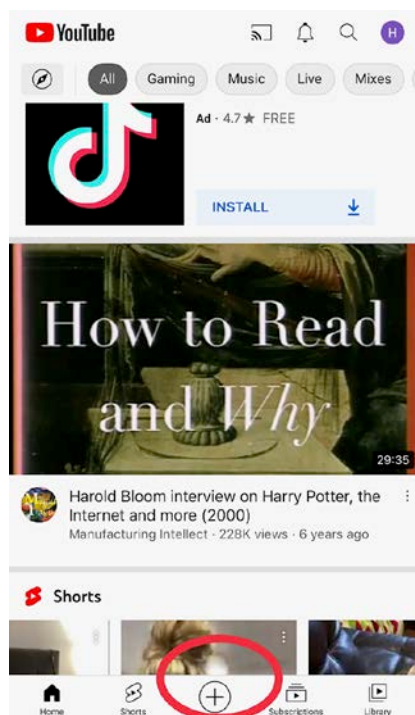 YouTube
H
All Gaming Music Live Mixes
Ad · 4.7★ FREE
INSTALL
How to Read
and Why
29:35
Harold Bloom interview on Harry Potter, the
Internet and more (2000)
Manufacturing Intellect · 228K views · 6 years ago
Shorts
Home Shorts Subscriptions Library